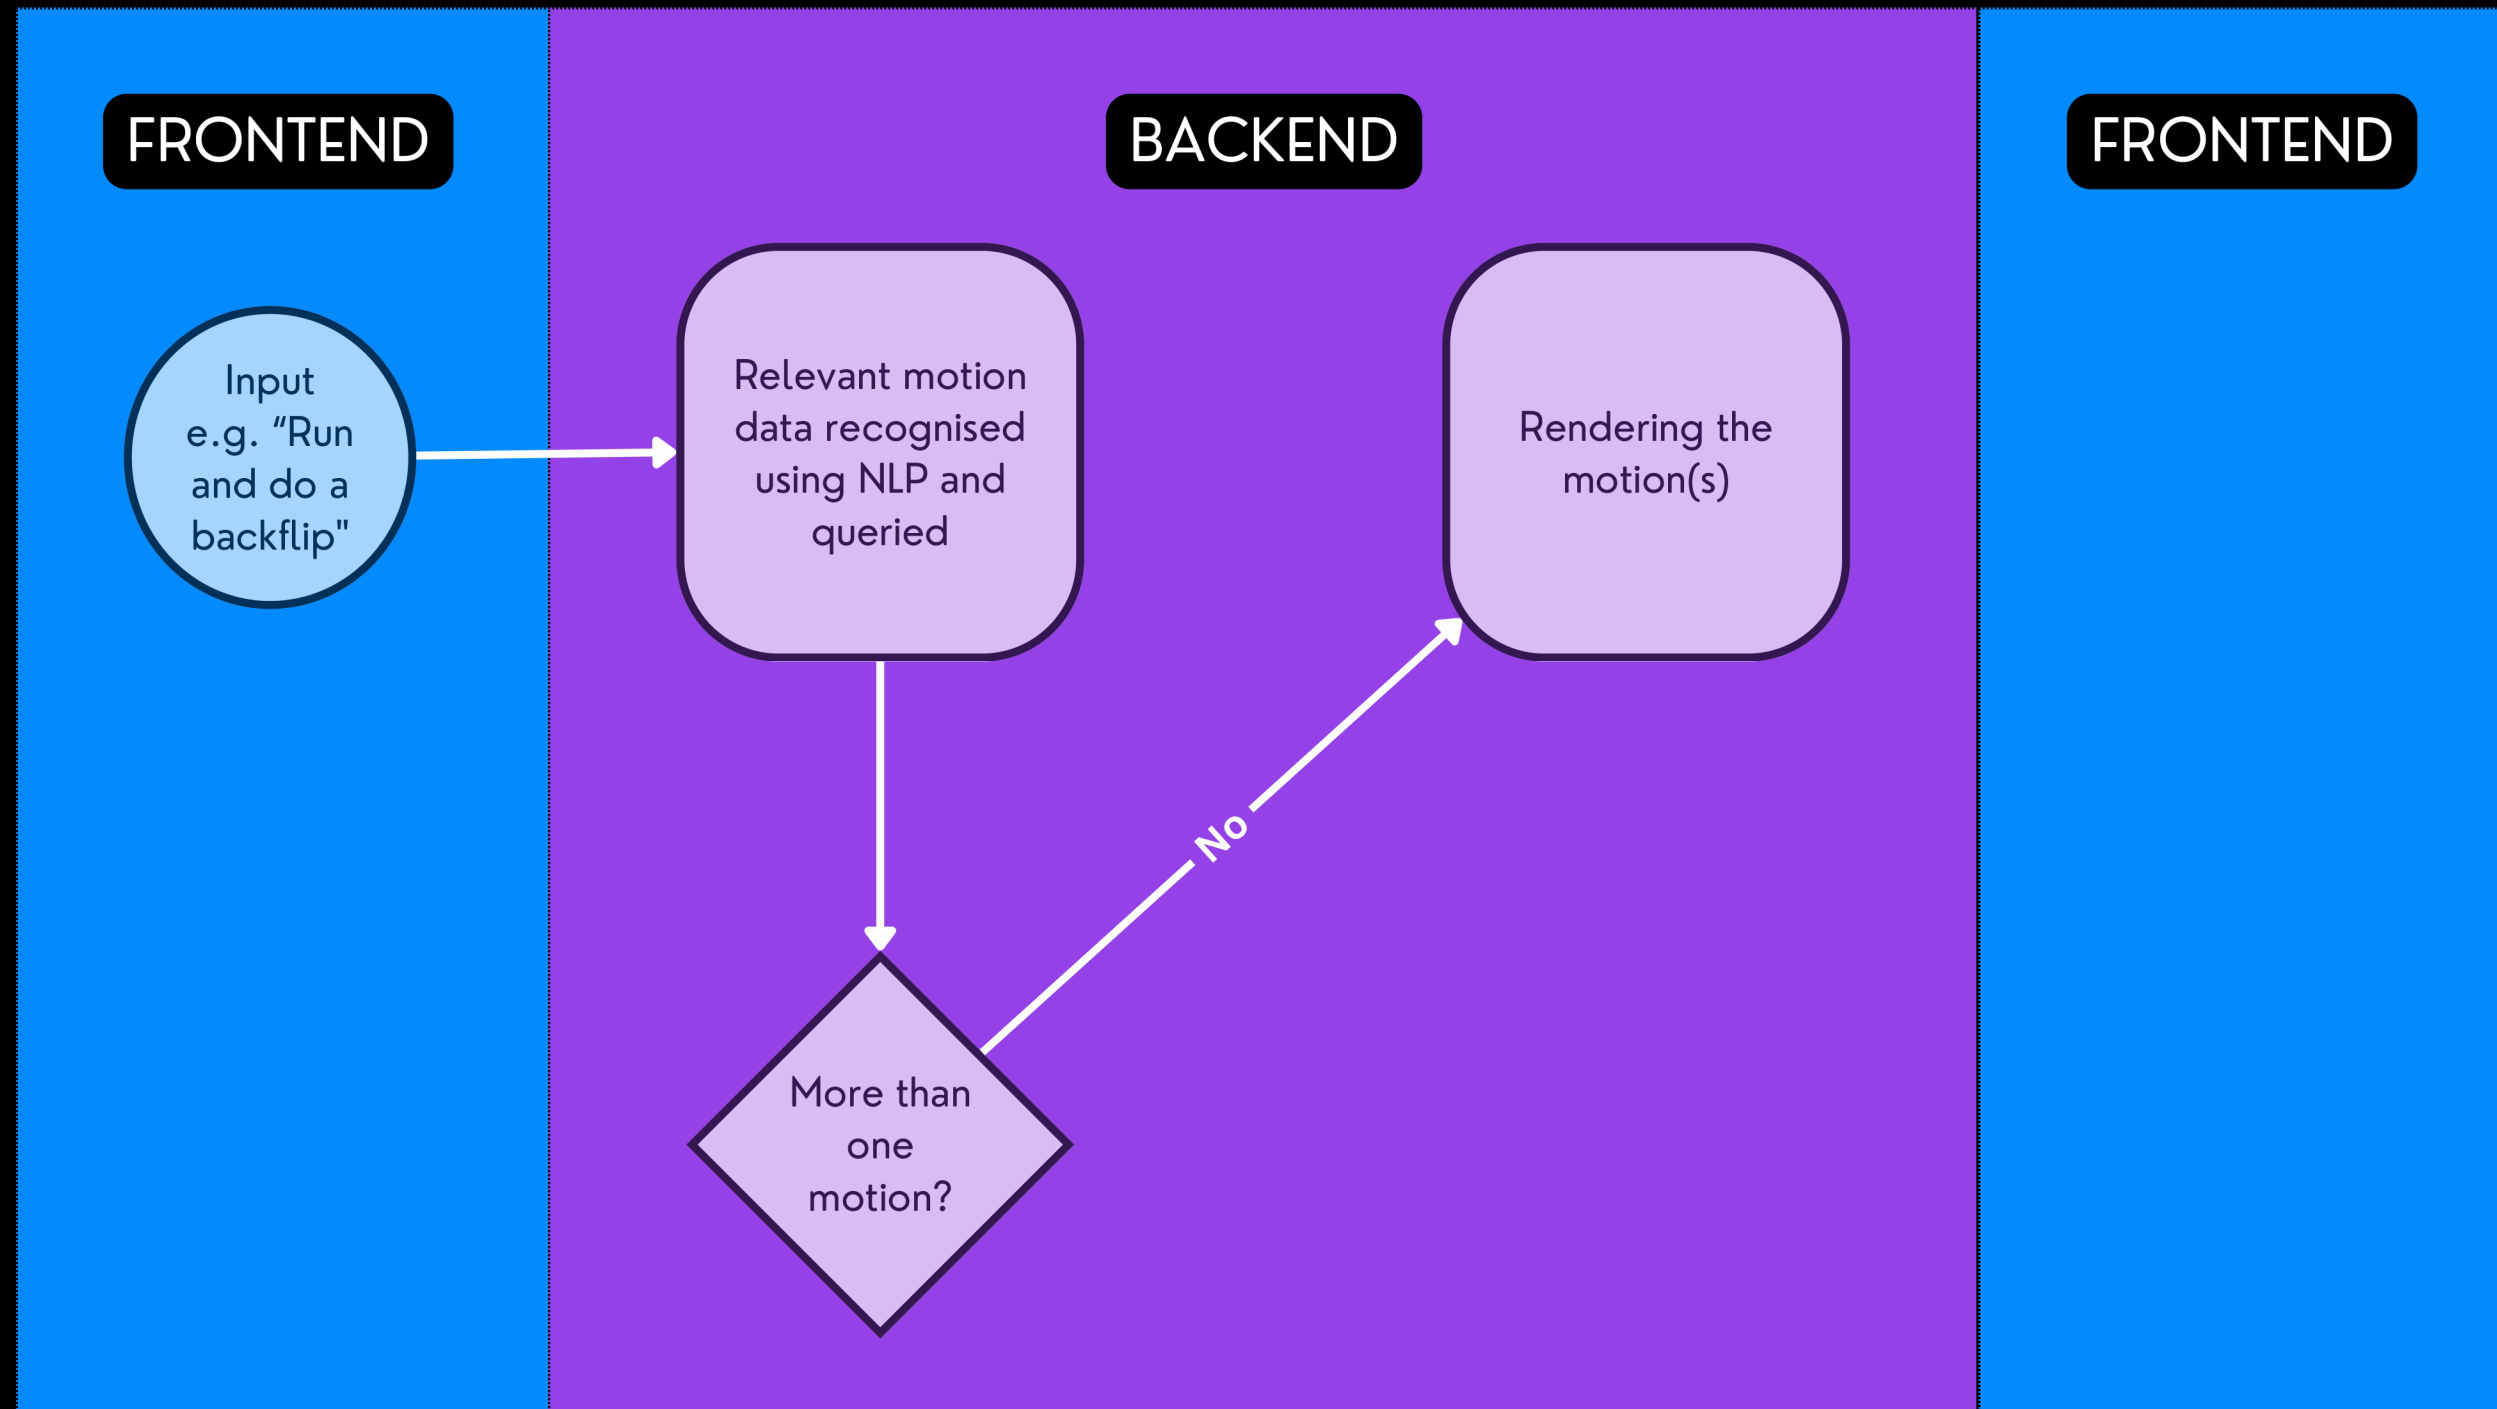 FRONTEND
BACKEND
FRONTEND
Input
e.g. “Run
and do a
backflip"
Relevant motion
data recognised
using NLP and
queried
Rendering the
motion(s)
No
More than
one
motion?